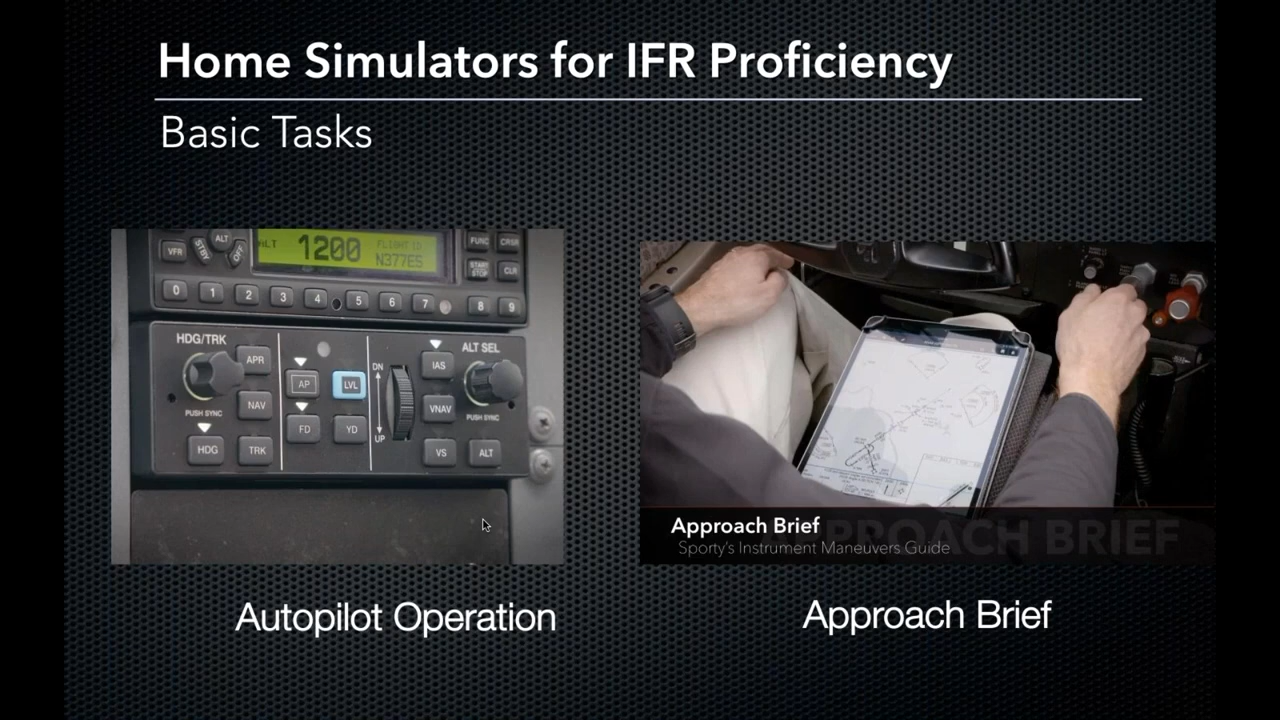 Home Simulators for IFR Proficiency
Basic Tasks
VFR
STBY
ALT
OFF
ALT
1200
FLIGHT ID
N377ES
FUNC
CRSR
START STOP
CLR
0 1 2 3 4 5 6 7 8 9
HDG/TRK
APR
PUSH SYNC
NAV
HDG
TRK
AP
LVL
FD
YD
DN
UP
IAS
ALT SEL
VNAV
PUSH SYNC
VS
ALT
APPROACH BRIEF
Approach Brief
Sporty's Instrument Maneuvers Guide
Autopilot Operation
Approach Brief